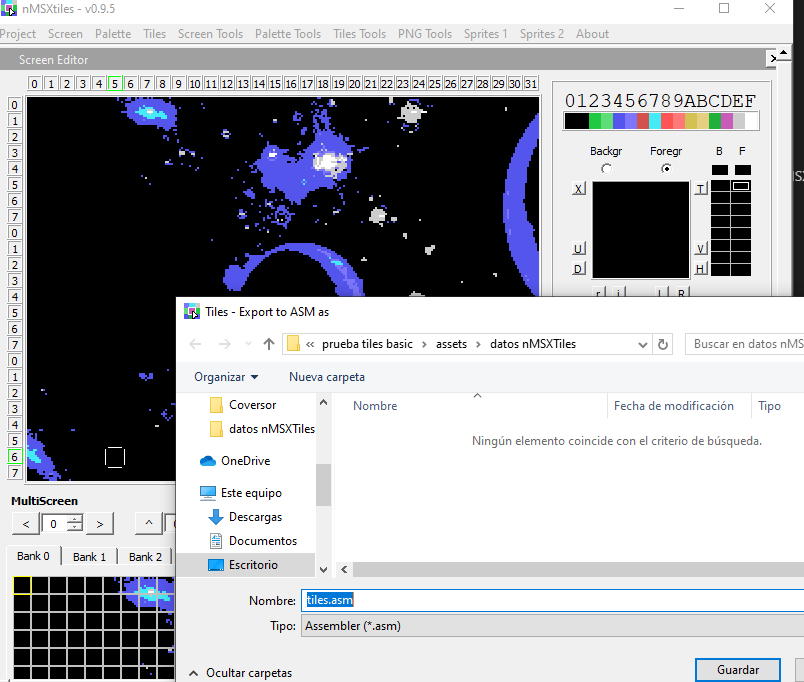 nMSXtiles - v0.9.5
Project Screen Palette Tiles Screen Tools Palette Tools Tiles Tools PNG Tools Sprites 1 Sprites 2 About
Screen Editor
0 1 2 3 4 5 6 7 8 9 10 11 12 13 14 15 16 17 18 19 20 21 22 23 24 25 26 27 28 29 30 31
0123456789ABCDEF
0
1
2
3
4
5
6
7
0
1
2
3
4
5
6
7
0
1
2
3
4
5
6
7
Backgr Foregr B F
X T
U V
D H
r i L R
Tiles - Export to ASM as
« prueba tiles basic › assets › datos nMSXTiles
Buscar en datos nMS
Organizar Nueva carpeta
Coversor
datos nMSXTiles
OneDrive
Este equipo
Descargas
Documentos
Escritorio
Nombre Fecha de modificación Tipo
Ningún elemento coincide con el criterio de búsqueda.
MultiScreen
< 0 > ^
Bank 0 Bank 1 Bank 2
Nombre: tiles.asm
Tipo: Assembler (*.asm)
Ocultar carpetas
Guardar